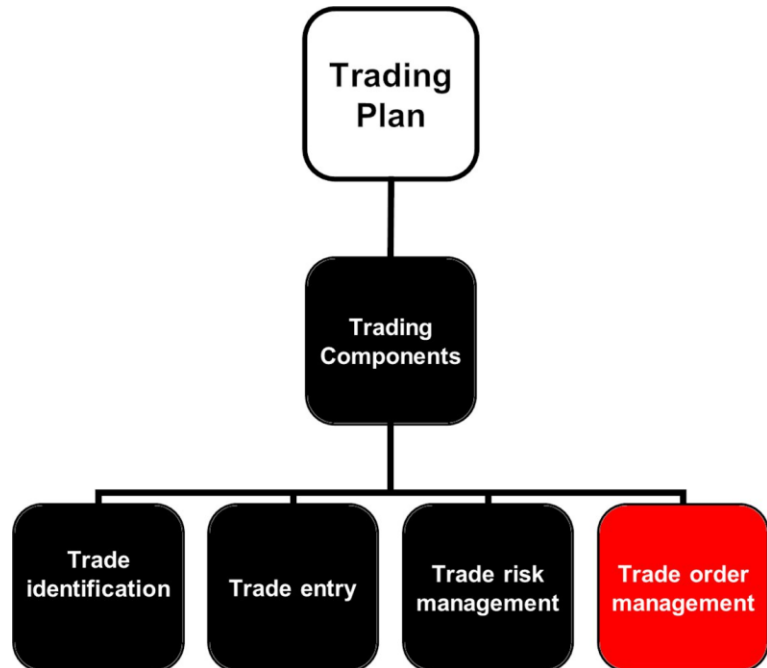 Trading
Plan
Trading
Components
Trade
identification
Trade entry
Trade risk
management
Trade order
management